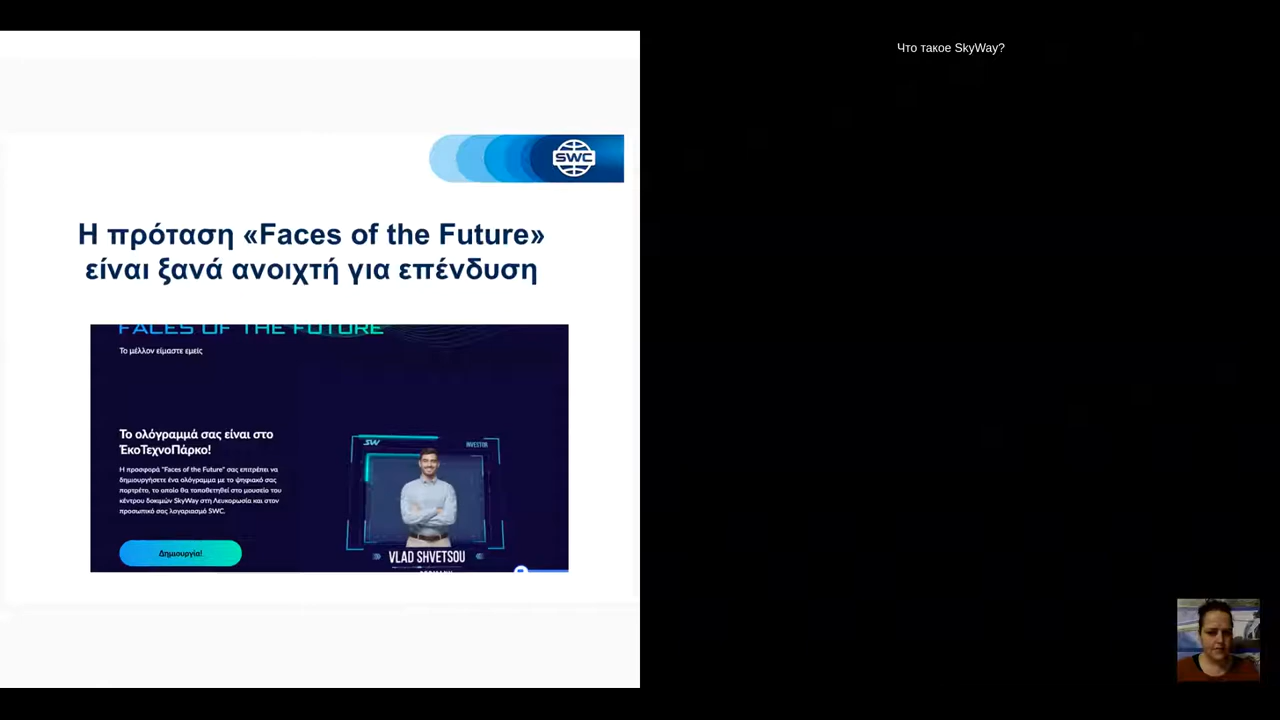 SWC
Η πρόταση «Faces of the Future»
είναι ξανά ανοιχτή για επένδυση
FACES OF THE FUTURE
Το μέλλον είμαστε εμείς
Το ολόγραμμά σας είναι στο
ΈκοΤεχνοΠάρκο!
Η προσφορά "Faces of the Future" σας επιτρέπει να
δημιουργήσετε ένα ολόγραμμα με το ψηφιακό σας
πορτρέτο, το οποίο θα τοποθετηθεί στο μουσείο του
κέντρου δοκιμών SkyWay στη Λευκορωσία και στον
προσωπικό σας λογαριασμό SWC.
Δημιουργία!
SW
INVESTOR
VLAD SHVETSOU
Что такое SkyWay?